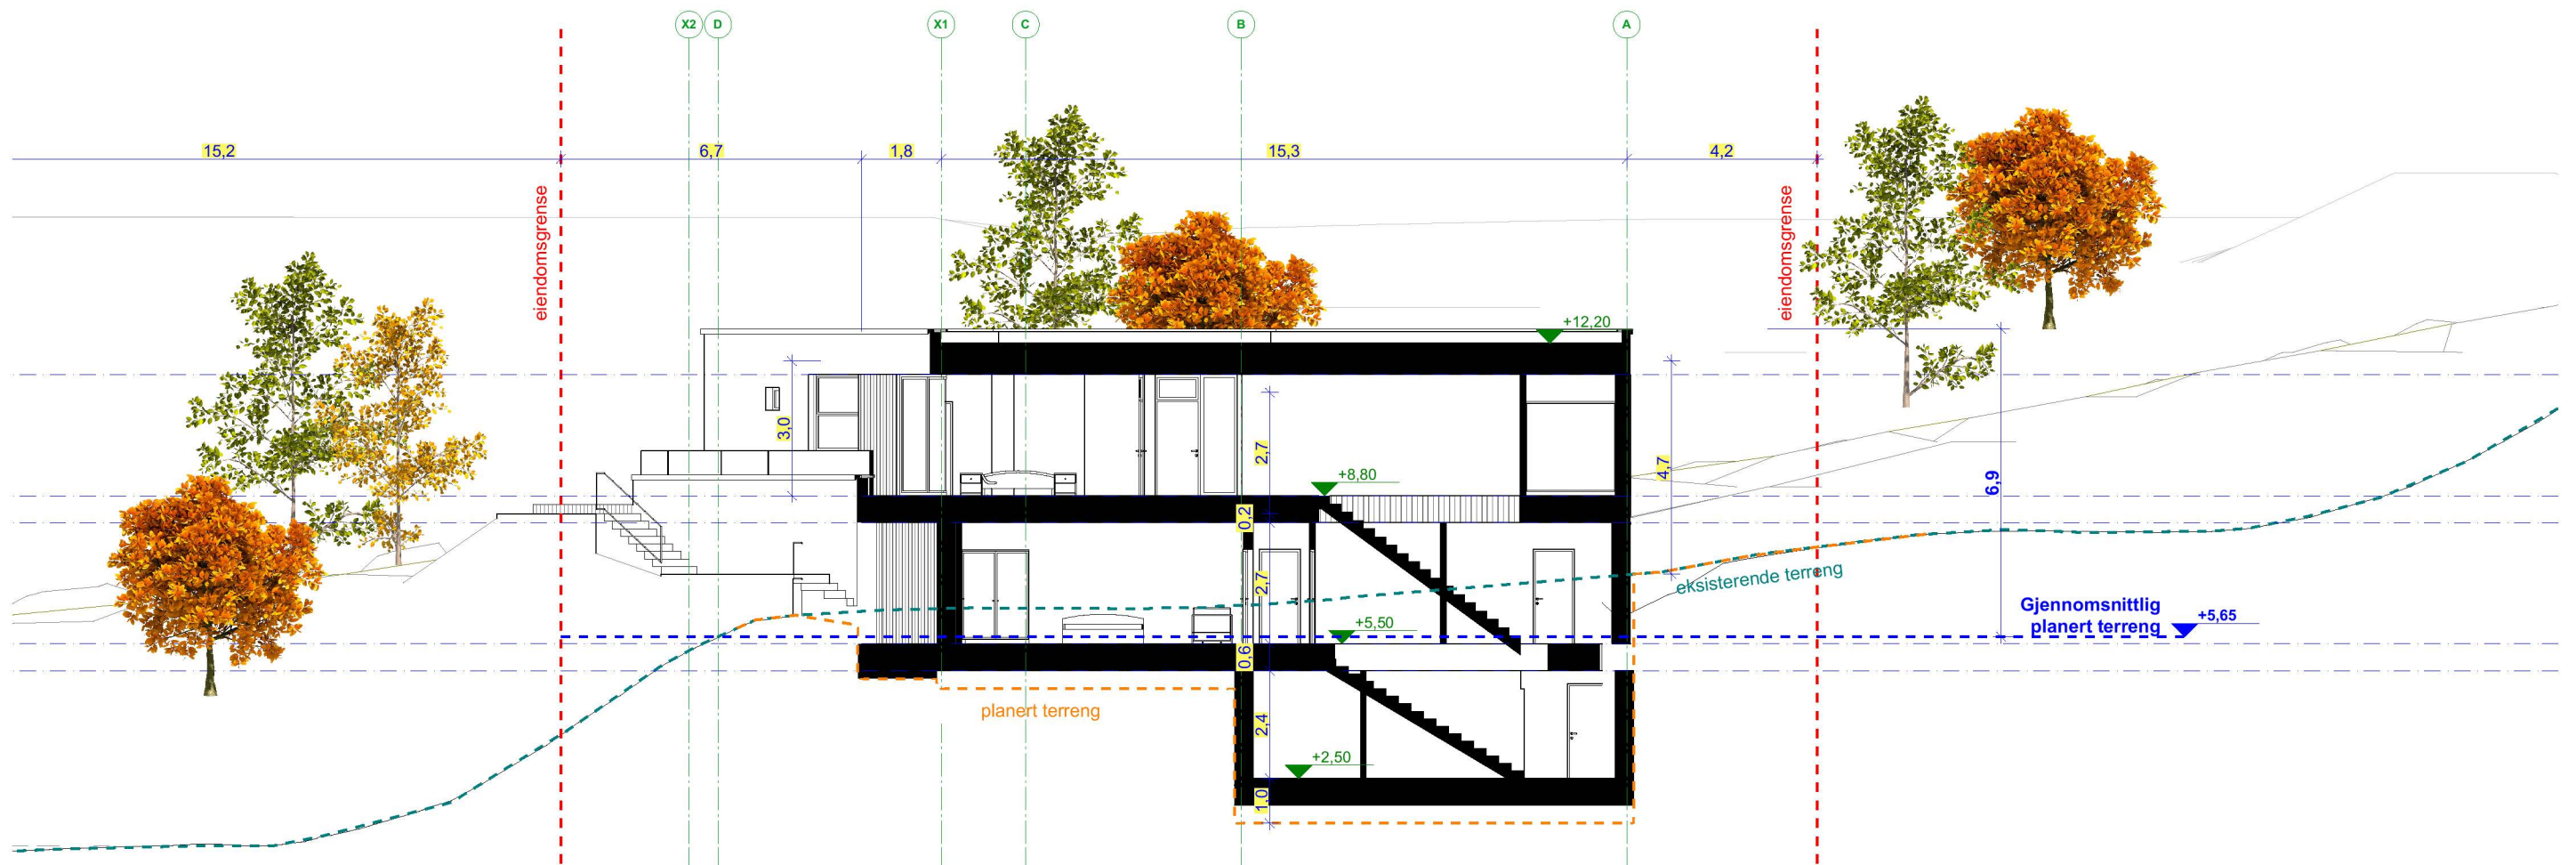 X2 D X1 C B A
15,2 6,7 1,8 15,3 4,2
eiendomsgrense
eiendomsgrense
+12,20
3,0
2,7
4,7
+8,80
6,9
0,2
2,7
eksisterende terreng
Gjennomsnittlig
planert terreng
+5,65
+5,50
0,6
planert terreng
2,4
+2,50
1,0